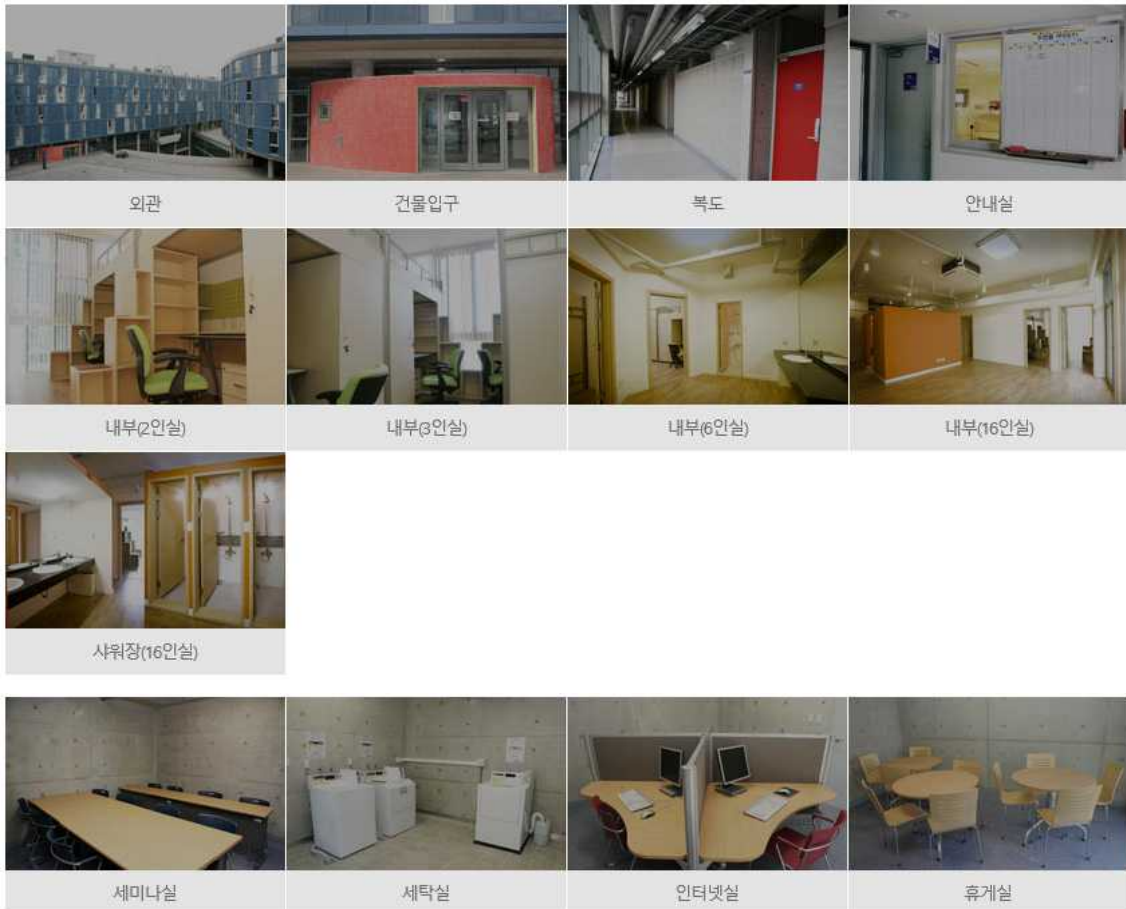 외관
건물입구
복도
안내실
내부(2인실)
내부(3인실)
내부(6인실)
내부(16인실)
샤워장(16인실)
세미나실
세탁실
인터넷실
휴게실